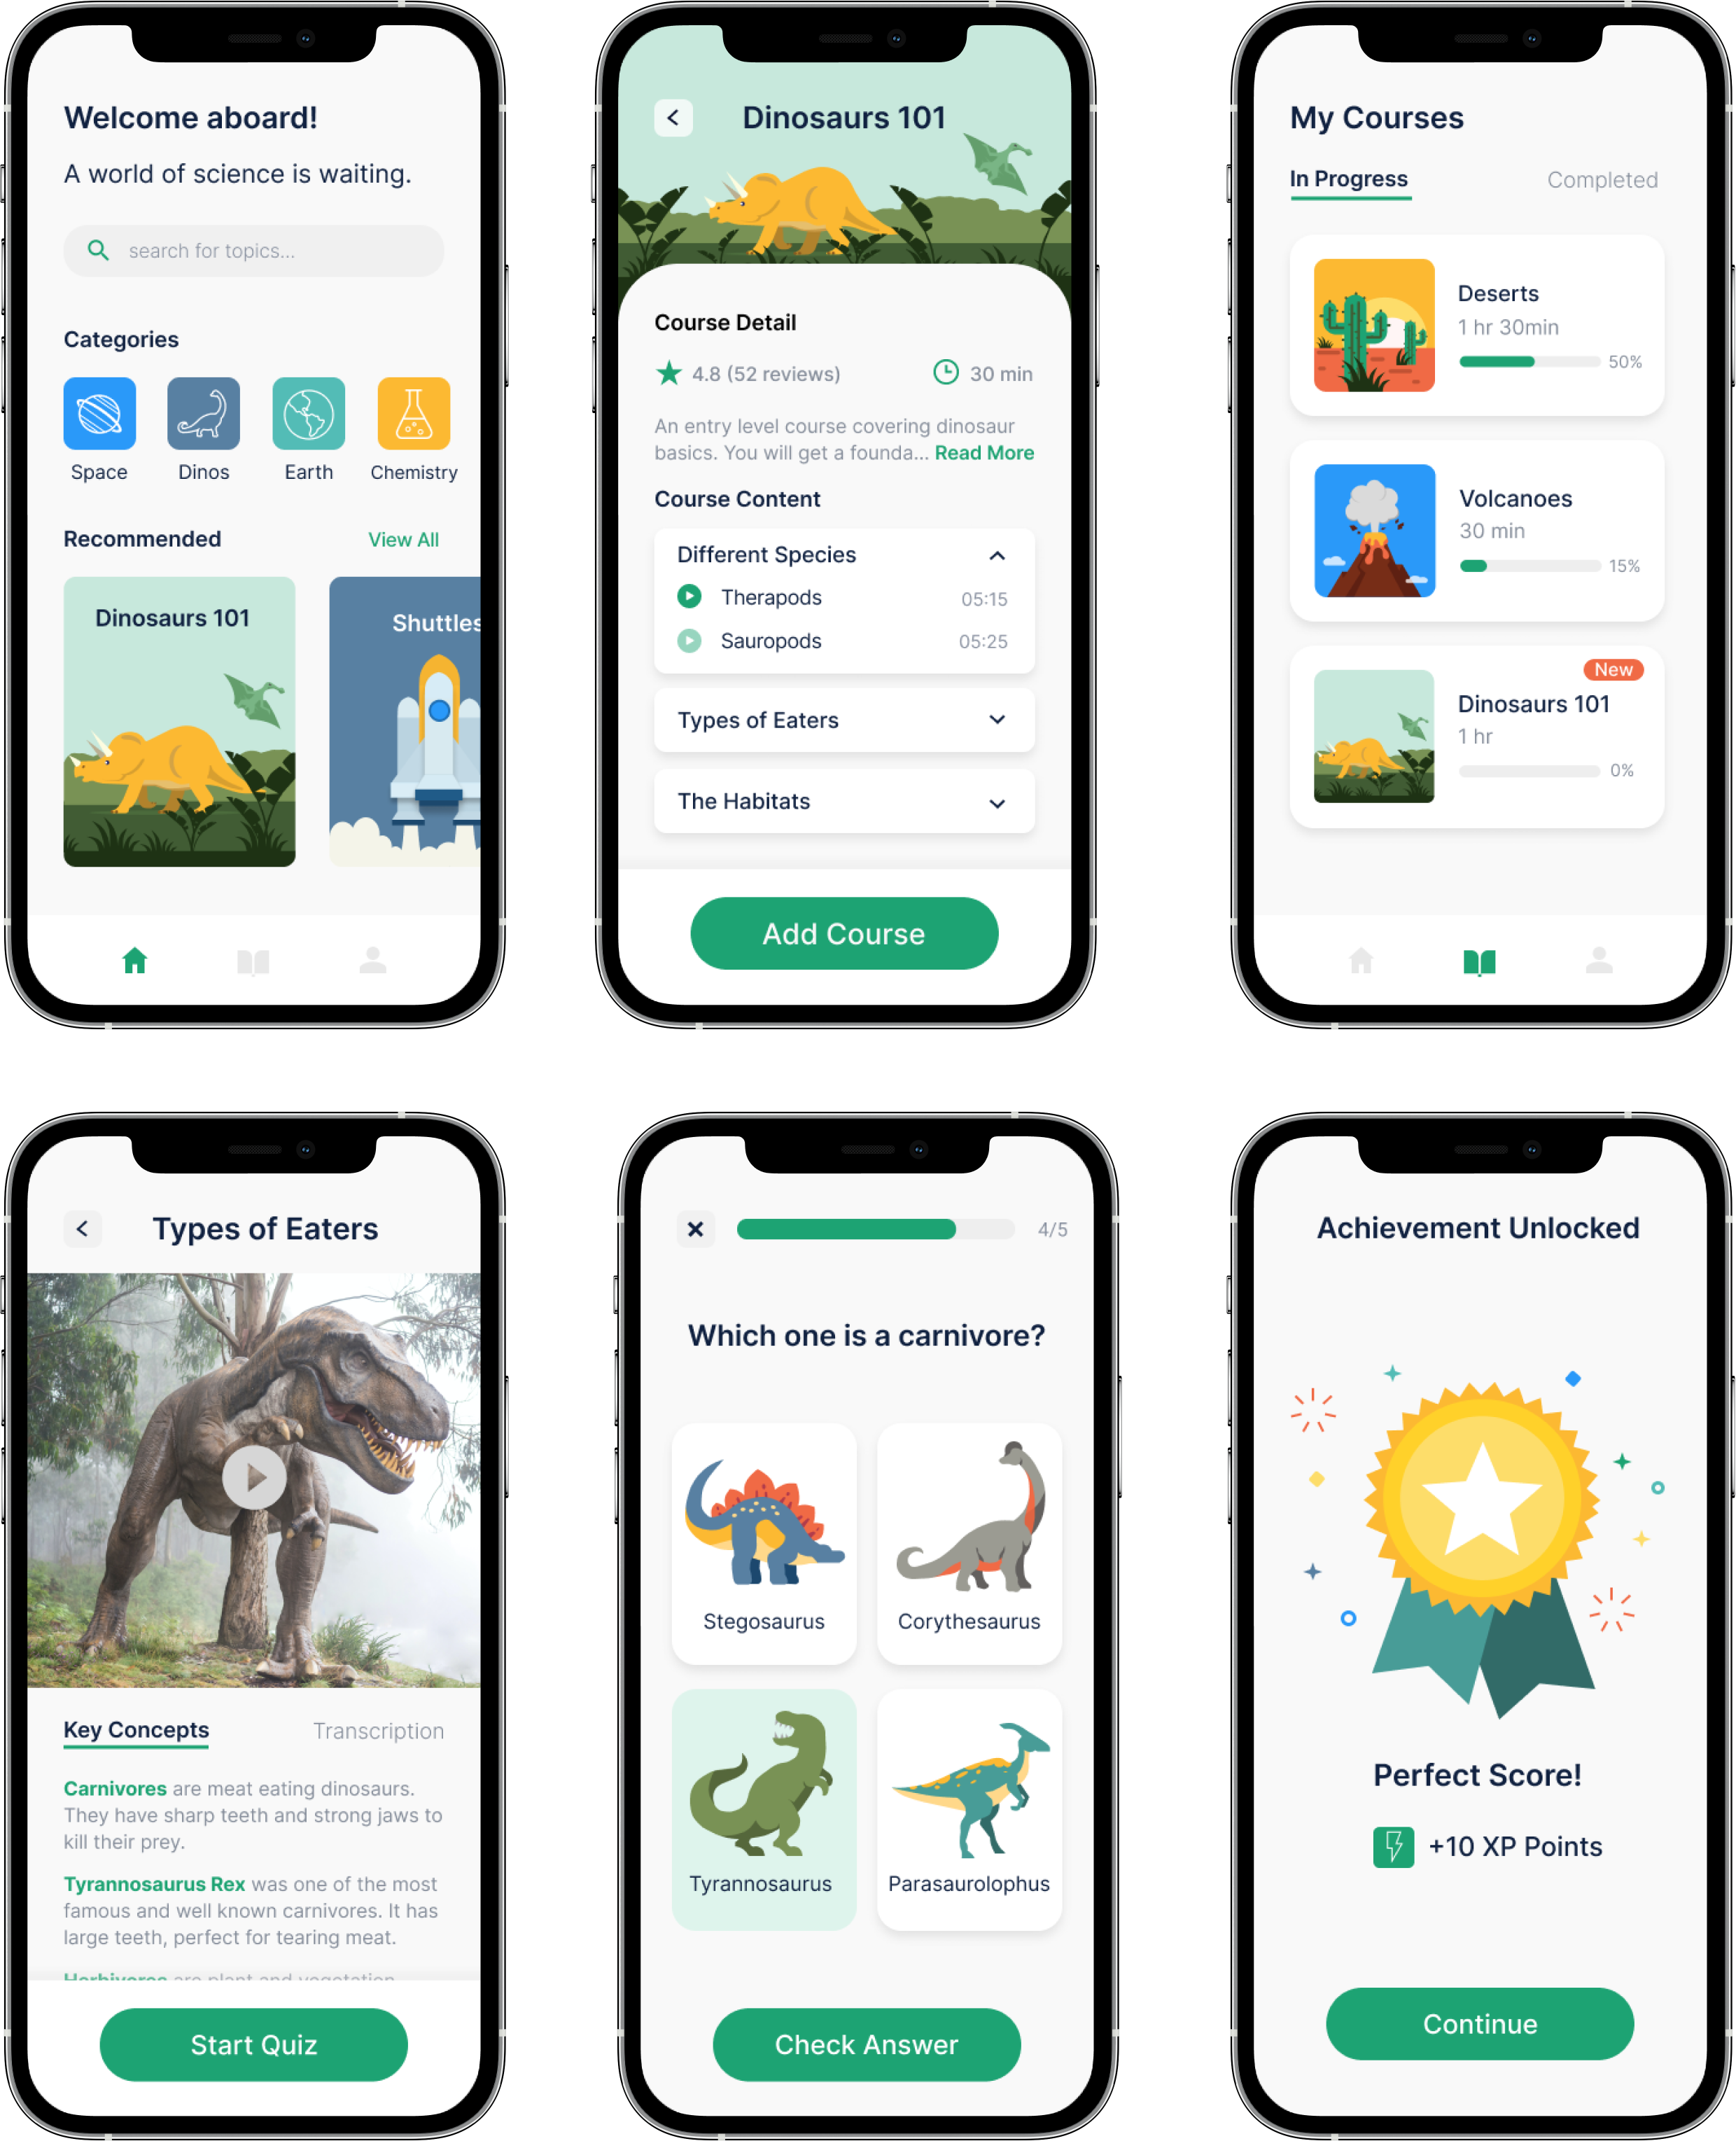 Welcome aboard!
A world of science is waiting.
search for topics...
Categories
Space Dinos Earth Chemistry
Recommended View All
Dinosaurs 101
Shuttles
Dinosaurs 101
Course Detail
4.8 (52 reviews) 30 min
An entry level course covering dinosaur
basics. You will get a founda... Read More
Course Content
Different Species
Therapods 05:15
Sauropods 05:25
Types of Eaters
The Habitats
Add Course
My Courses
In Progress Completed
Deserts
1 hr 30min
50%
Volcanoes
30 min
15%
New
Dinosaurs 101
1 hr
0%
Types of Eaters
Key Concepts Transcription
Carnivores are meat eating dinosaurs.
They have sharp teeth and strong jaws to
kill their prey.
Tyrannosaurus Rex was one of the most
famous and well known carnivores. It has
large teeth, perfect for tearing meat.
Herbivores are plant and vegetation
Start Quiz
4/5
Which one is a carnivore?
Stegosaurus Corythesaurus
Tyrannosaurus Parasaurolophus
Check Answer
Achievement Unlocked
Perfect Score!
+10 XP Points
Continue